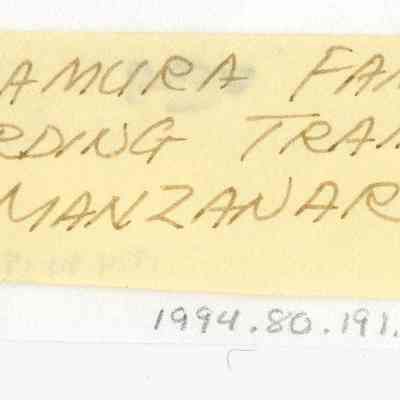 AMURA FAM
RDING TRAI
MANZANAR
1994.80.191.